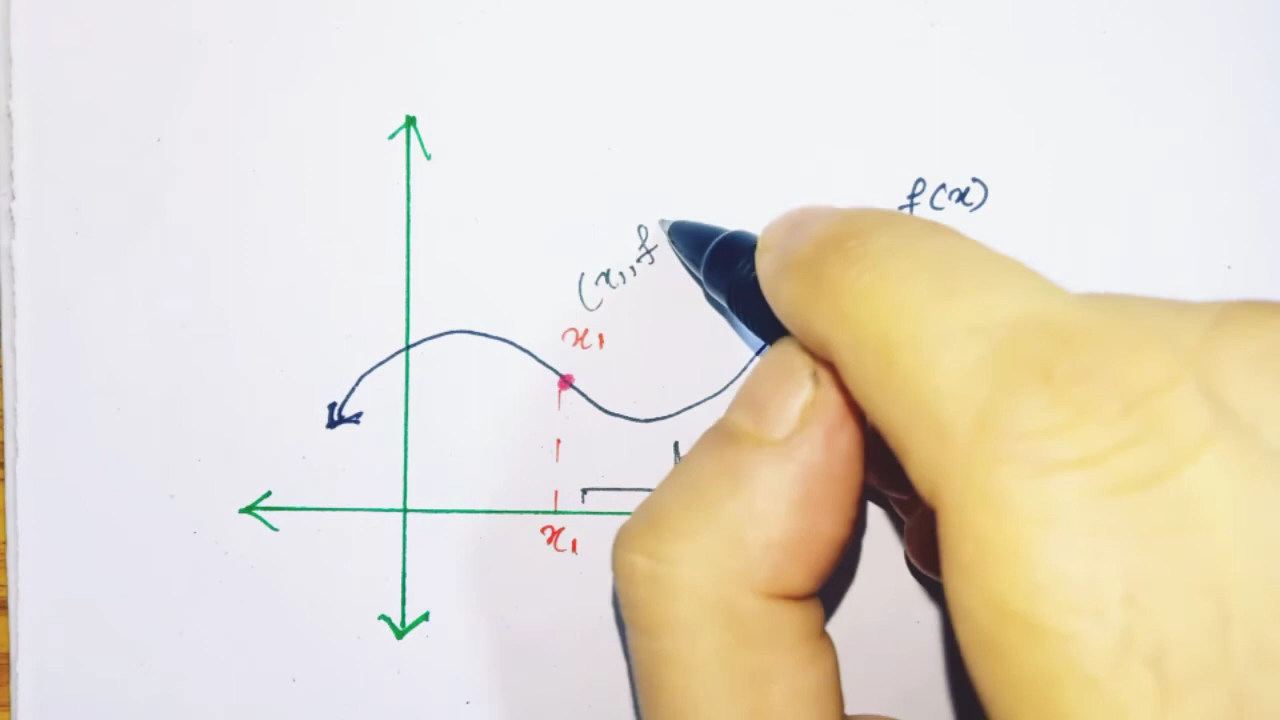 f(x)
(x₁, f
x₁
x₁